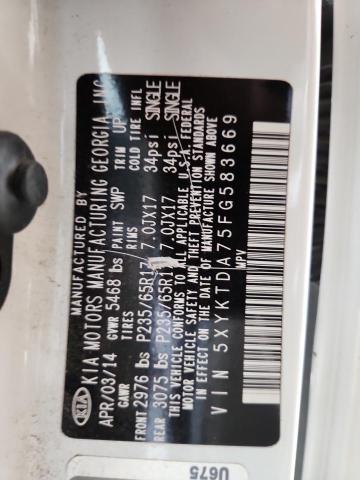 KIA
MANUFACTURED BY
KIA MOTORS MANUFACTURING GEORGIA, INC.
APR/03/14 GVWR 5468 lbs PAINT SWP TRIM UP
GAWR TIRES RIMS COLD TIRE INFL
FRONT 2976 lbs P235/65R17 7.0JX17 34psi SINGLE
REAR 3075 lbs P235/65R17 7.0JX17 34psi SINGLE
THIS VEHICLE CONFORMS TO ALL APPLICABLE U.S.A. FEDERAL
MOTOR VEHICLE SAFETY AND THEFT PREVENTION STANDARDS
IN EFFECT ON THE DATE OF MANUFACTURE SHOWN ABOVE.
VIN 5XYKTDA75FG583669
MPV
U675